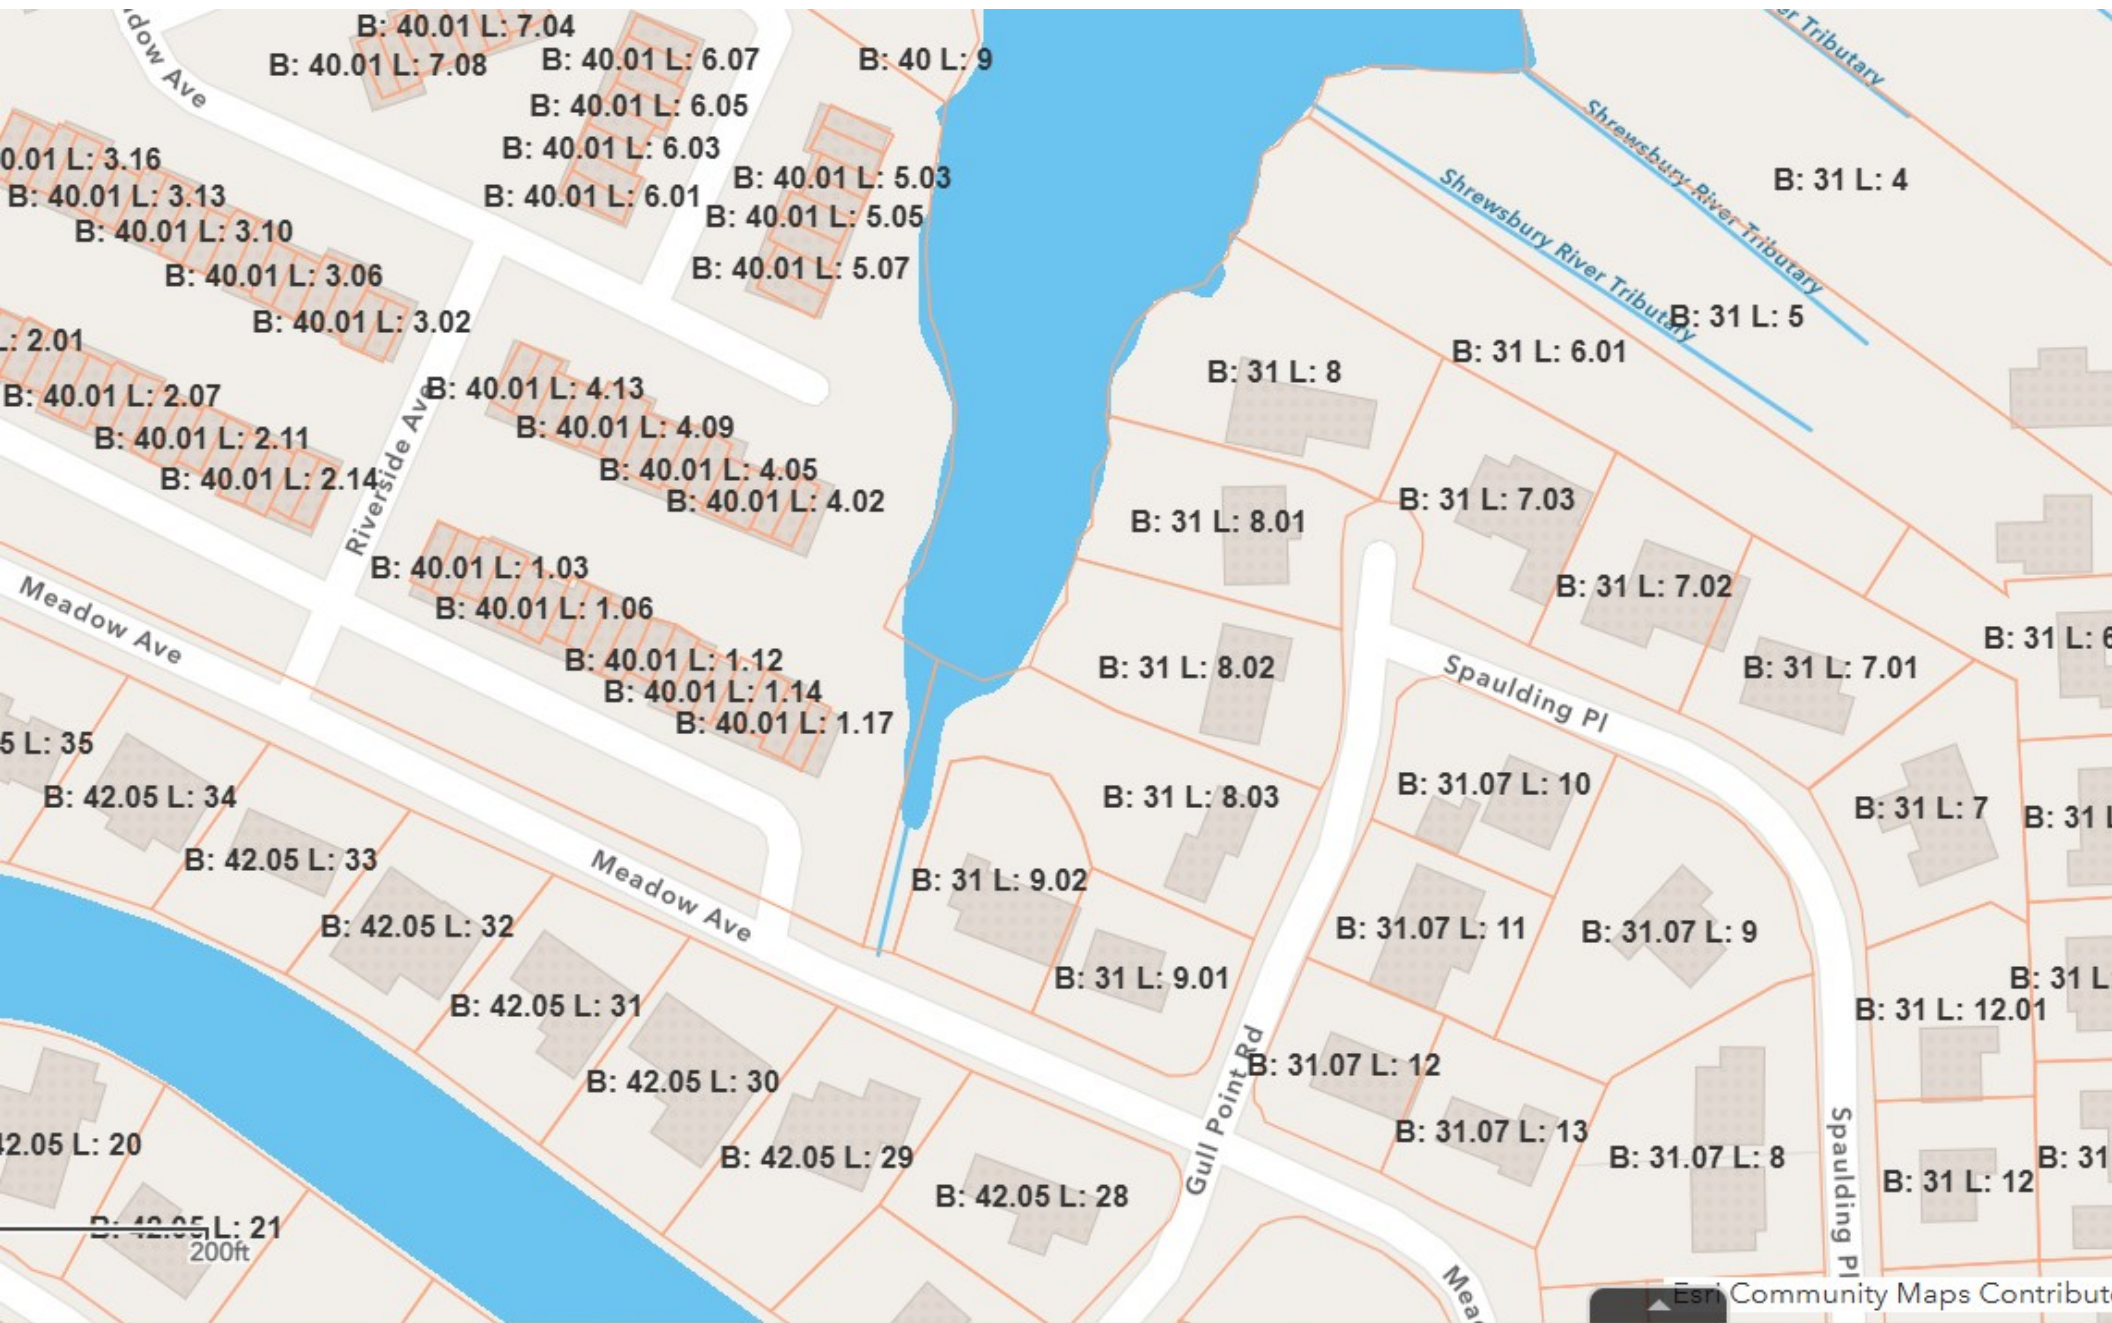 dow Ave
B: 40.01 L: 7.04
B: 40.01 L: 7.08
B: 40.01 L: 6.07
B: 40.01 L: 6.05
B: 40.01 L: 6.03
B: 40.01 L: 6.01
B: 40 L: 9
er Tributary
Shrewsbury River Tributary
Shrewsbury River Tributary
B: 31 L: 4
B: 31 L: 5
0.01 L: 3.16
B: 40.01 L: 3.13
B: 40.01 L: 3.10
B: 40.01 L: 3.06
B: 40.01 L: 3.02
B: 40.01 L: 5.03
B: 40.01 L: 5.05
B: 40.01 L: 5.07
L: 2.01
B: 40.01 L: 2.07
B: 40.01 L: 2.11
B: 40.01 L: 2.14
Riverside Ave
B: 40.01 L: 4.13
B: 40.01 L: 4.09
B: 40.01 L: 4.05
B: 40.01 L: 4.02
B: 31 L: 8
B: 31 L: 6.01
B: 31 L: 8.01
B: 31 L: 7.03
B: 31 L: 7.02
B: 31 L: 7.01
B: 31 L: 6
B: 40.01 L: 1.03
B: 40.01 L: 1.06
B: 40.01 L: 1.12
B: 40.01 L: 1.14
B: 40.01 L: 1.17
Meadow Ave
B: 31 L: 8.02
Spaulding Pl
5 L: 35
B: 42.05 L: 34
B: 42.05 L: 33
B: 42.05 L: 32
B: 42.05 L: 31
B: 42.05 L: 30
B: 42.05 L: 29
B: 42.05 L: 28
Meadow Ave
B: 31 L: 8.03
B: 31 L: 9.02
B: 31 L: 9.01
B: 31.07 L: 10
B: 31.07 L: 11
B: 31.07 L: 9
B: 31 L: 7
B: 31 L
B: 31 L
B: 31 L: 12.01
B: 31.07 L: 12
B: 31.07 L: 13
B: 31.07 L: 8
B: 31 L: 12
B: 31
Gull Point Rd
Spaulding Pl
42.05 L: 20
B: 42.05 L: 21
200ft
Mea
Esri Community Maps Contribut